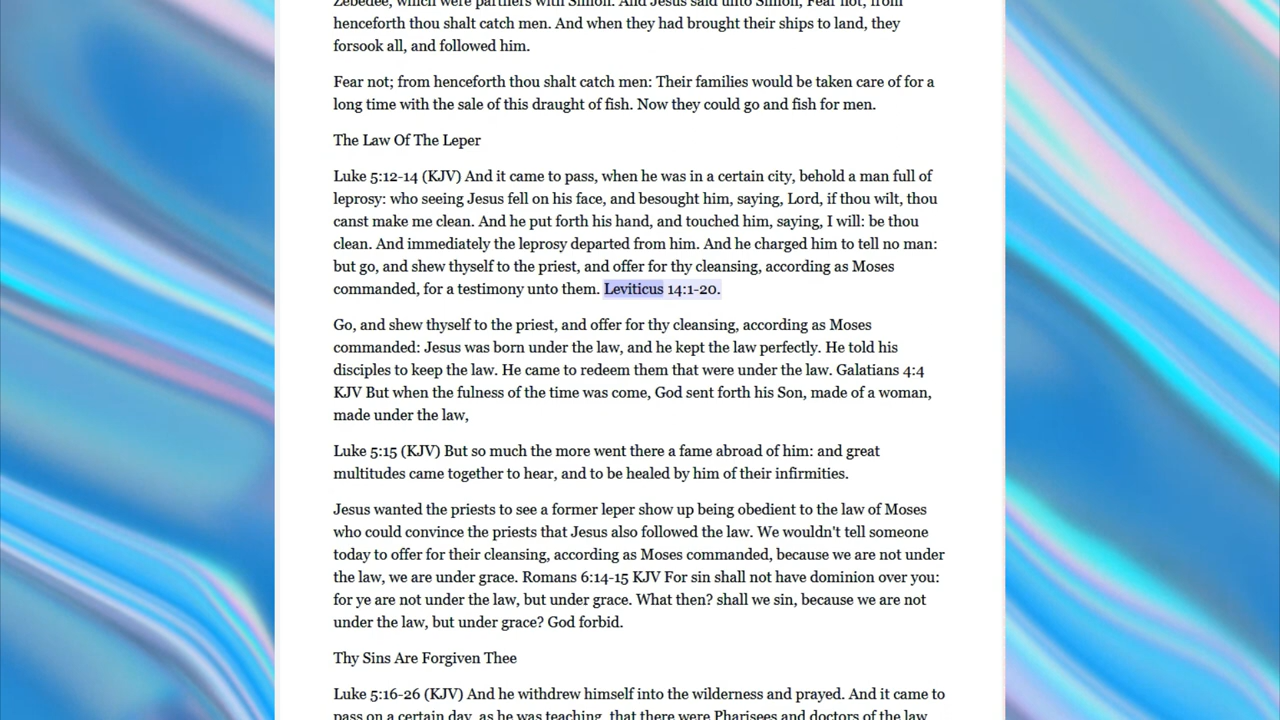 Zebedee, which were partners with Simon. And Jesus said unto Simon, Fear not; from
henceforth thou shalt catch men. And when they had brought their ships to land, they
forsook all, and followed him.
Fear not; from henceforth thou shalt catch men: Their families would be taken care of for a
long time with the sale of this draught of fish. Now they could go and fish for men.
The Law Of The Leper
Luke 5:12-14 (KJV) And it came to pass, when he was in a certain city, behold a man full of
leprosy: who seeing Jesus fell on his face, and besought him, saying, Lord, if thou wilt, thou
canst make me clean. And he put forth his hand, and touched him, saying, I will: be thou
clean. And immediately the leprosy departed from him. And he charged him to tell no man:
but go, and shew thyself to the priest, and offer for thy cleansing, according as Moses
commanded, for a testimony unto them. Leviticus 14:1-20.
Go, and shew thyself to the priest, and offer for thy cleansing, according as Moses
commanded: Jesus was born under the law, and he kept the law perfectly. He told his
disciples to keep the law. He came to redeem them that were under the law. Galatians 4:4
KJV But when the fulness of the time was come, God sent forth his Son, made of a woman,
made under the law,
Luke 5:15 (KJV) But so much the more went there a fame abroad of him: and great
multitudes came together to hear, and to be healed by him of their infirmities.
Jesus wanted the priests to see a former leper show up being obedient to the law of Moses
who could convince the priests that Jesus also followed the law. We wouldn't tell someone
today to offer for their cleansing, according as Moses commanded, because we are not under
the law, we are under grace. Romans 6:14-15 KJV For sin shall not have dominion over you:
for ye are not under the law, but under grace. What then? shall we sin, because we are not
under the law, but under grace? God forbid.
Thy Sins Are Forgiven Thee
Luke 5:16-26 (KJV) And he withdrew himself into the wilderness and prayed. And it came to
pass on a certain day, as he was teaching, that there were Pharisees and doctors of the law